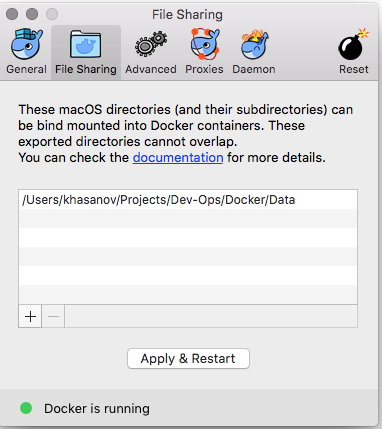 File Sharing
General File Sharing Advanced Proxies Daemon Reset
These macOS directories (and their subdirectories) can
be bind mounted into Docker containers. These
exported directories cannot overlap.
You can check the documentation for more details.
/Users/khasanov/Projects/Dev-Ops/Docker/Data
+ −
Apply & Restart
Docker is running